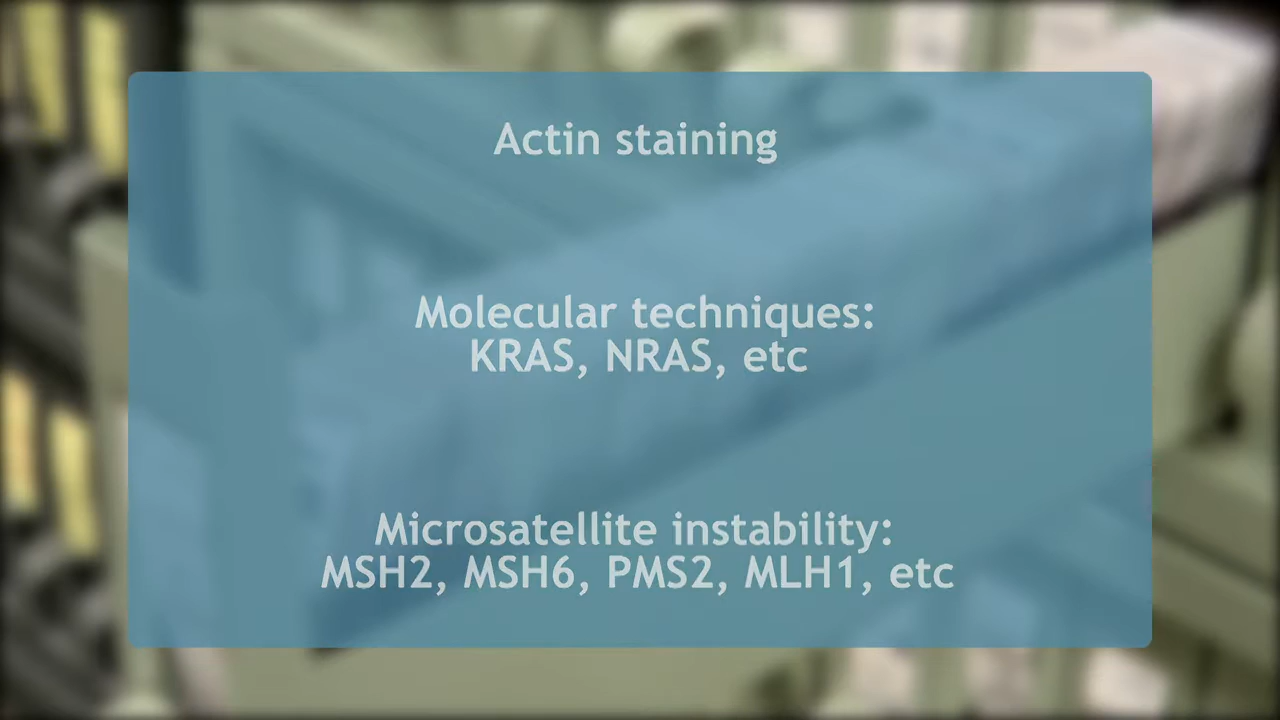 Actin staining
Molecular techniques:
KRAS, NRAS, etc
Microsatellite instability:
MSH2, MSH6, PMS2, MLH1, etc